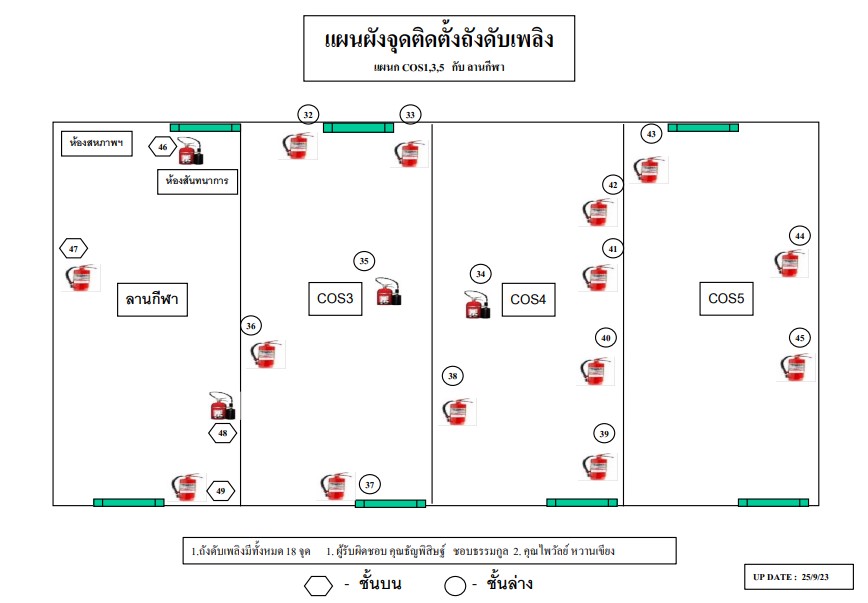 แผนผังจุดติดตั้งถังดับเพลิง
แผนก COS1,3,5 กับ ลานกีฬา
32
33
43
ห้องสหภาพฯ
46
ห้องสันทนาการ
42
47
44
41
35
34
ลานกีฬา
COS3
COS4
COS5
36
40
45
38
48
39
37
49
1.ถังดับเพลิงมีทั้งหมด 18 จุด 1. ผู้รับผิดชอบ คุณธัญพิสิษฐ์ ชอบธรรมกูล 2. คุณไพวัลย์ หวานเขียง
- ชั้นบน - ชั้นล่าง
UP DATE : 25/9/23